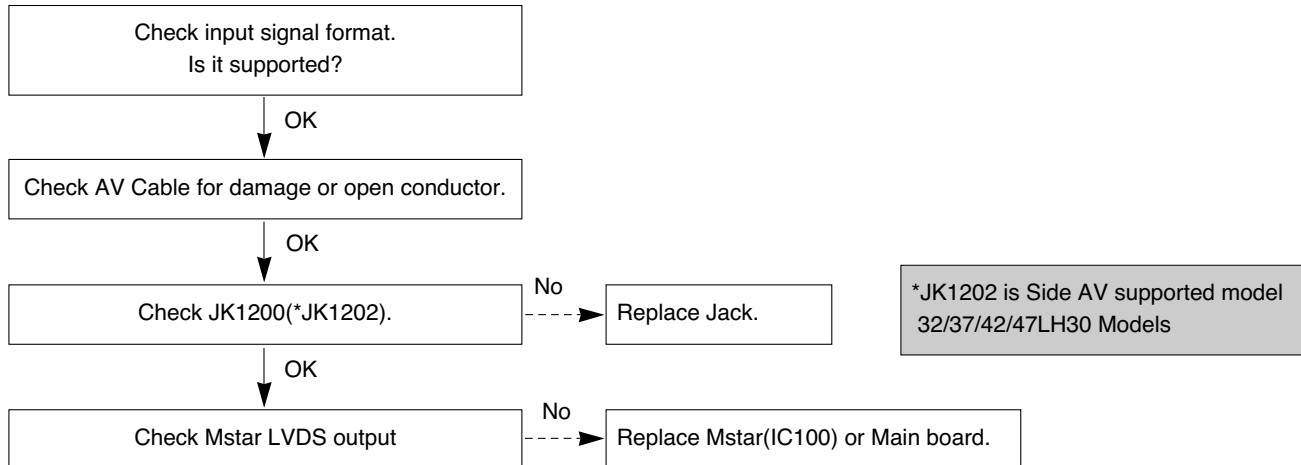 Check input signal format.
Is it supported?
OK
Check AV Cable for damage or open conductor.
OK
Check JK1200(*JK1202).
No
Replace Jack.
*JK1202 is Side AV supported model
32/37/42/47LH30 Models
OK
Check Mstar LVDS output
No
Replace Mstar(IC100) or Main board.